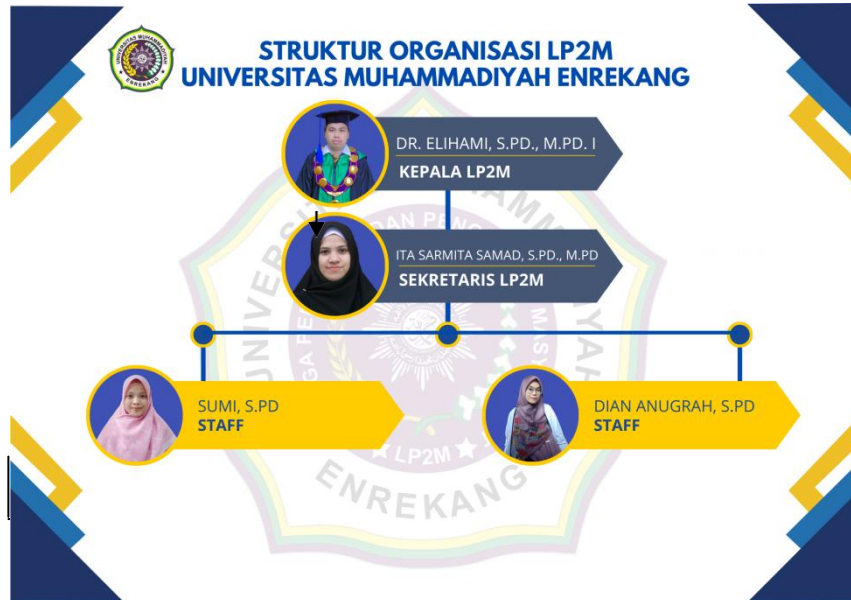 STRUKTUR ORGANISASI LP2M
UNIVERSITAS MUHAMMADIYAH ENREKANG
DR. ELIHAMI, S.PD., M.PD. I
KEPALA LP2M
ITA SARMITA SAMAD, S.PD., M.PD
SEKRETARIS LP2M
SUMI, S.PD
STAFF
DIAN ANUGRAH, S.PD
STAFF
LP2M
ENREKANG